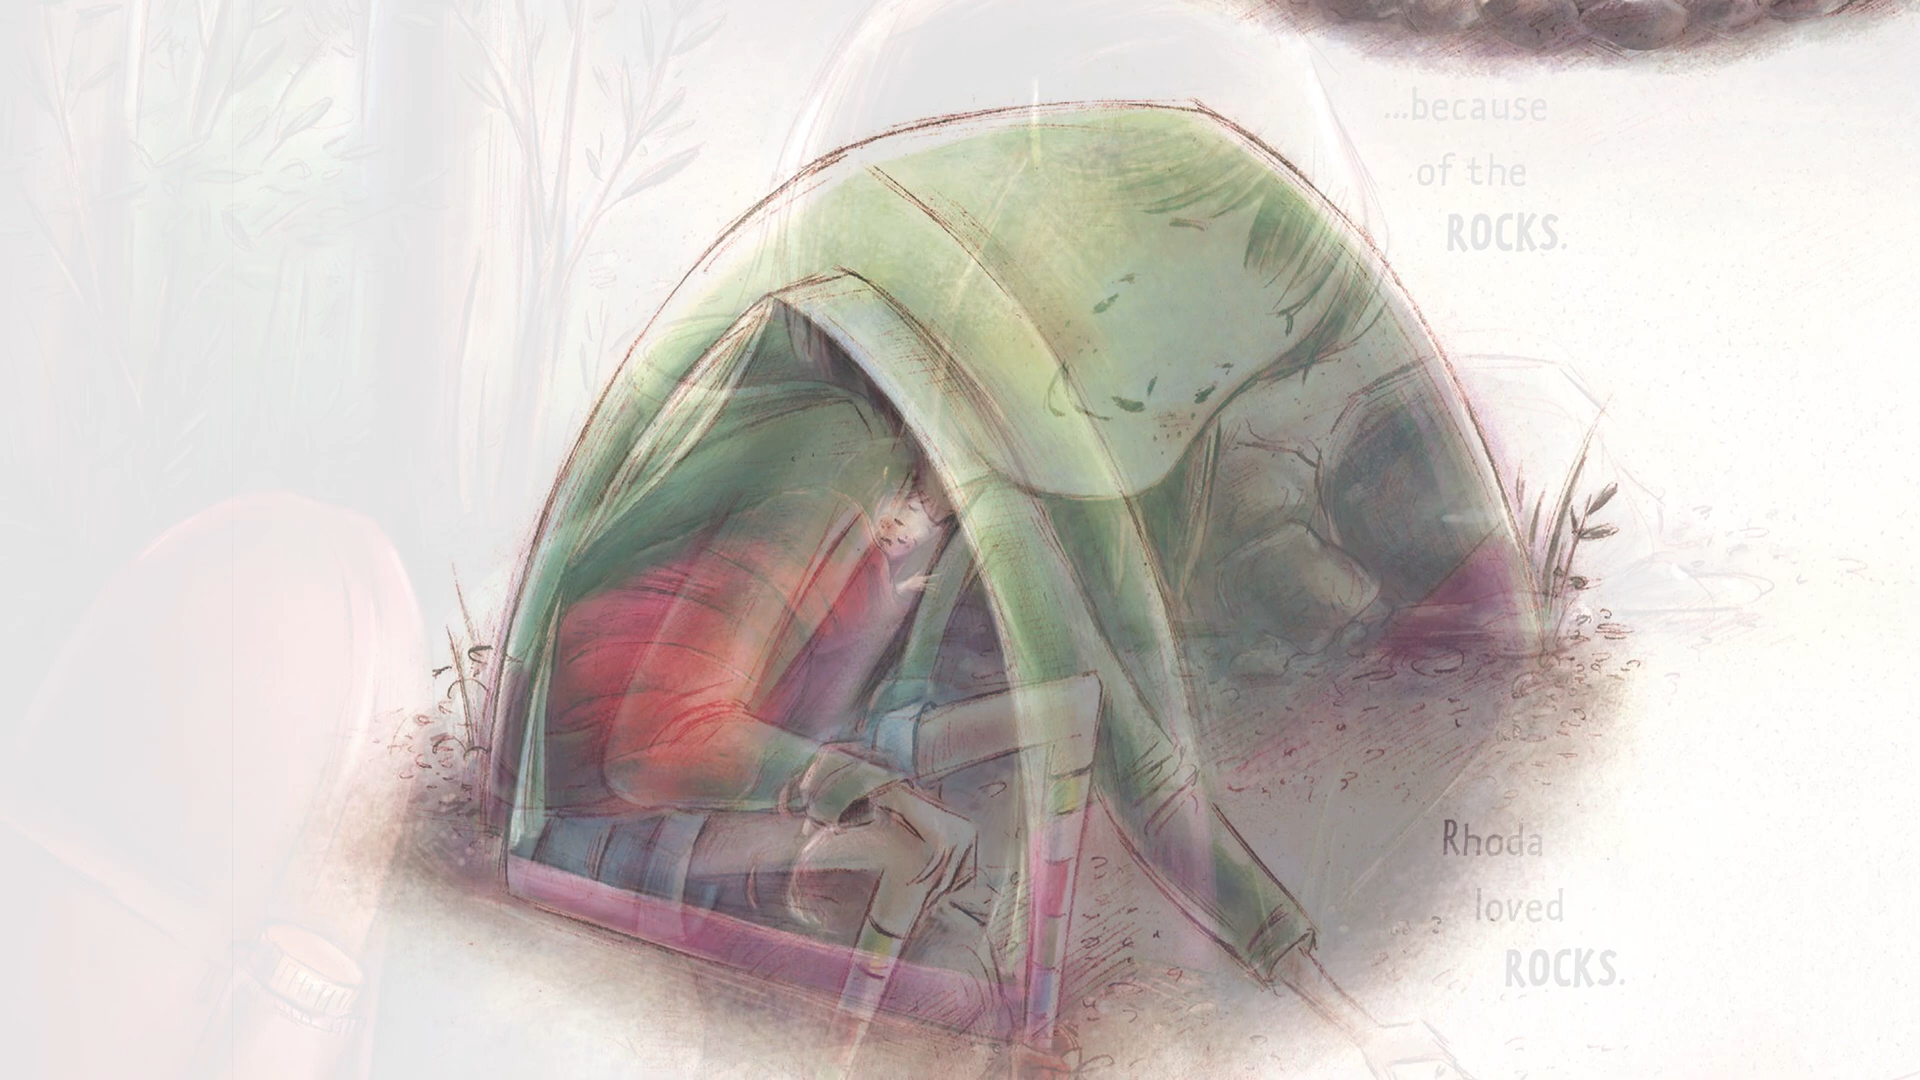 ...because
of the
ROCKS.
Rhoda
loved
ROCKS.